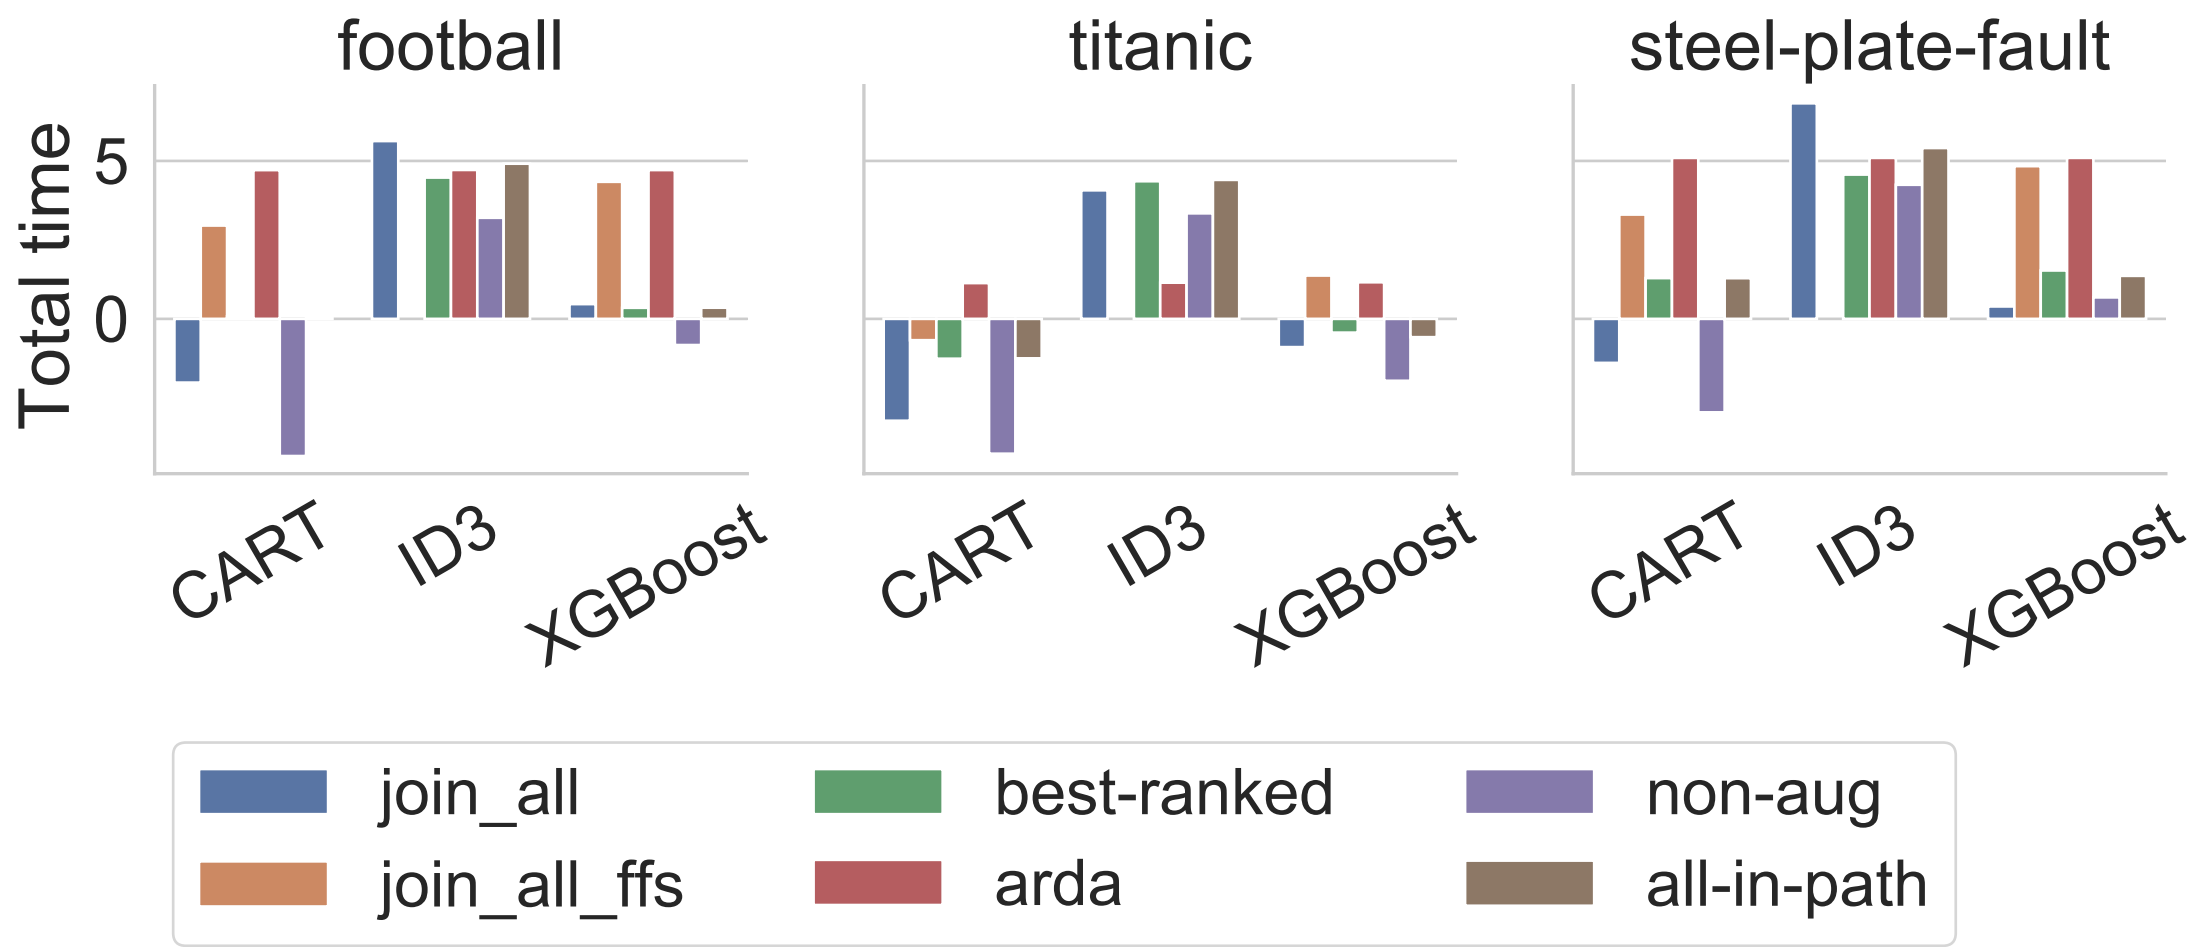 football
titanic
steel-plate-fault
Total time
5
0
CART
ID3
XGBoost
CART
ID3
XGBoost
CART
ID3
XGBoost
join_all
best-ranked
non-aug
join_all_ffs
arda
all-in-path